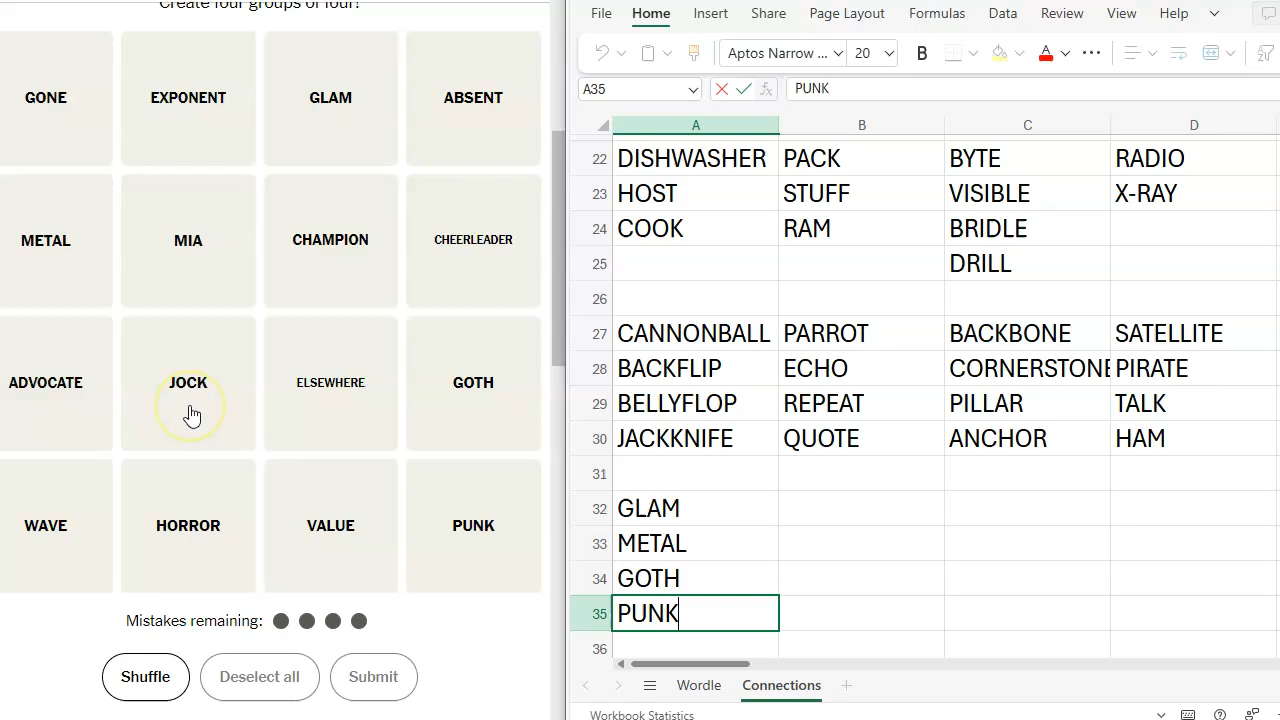 Create four groups of four!
GONE EXPONENT GLAM ABSENT
METAL MIA CHAMPION CHEERLEADER
ADVOCATE JOCK ELSEWHERE GOTH
WAVE HORROR VALUE PUNK
Mistakes remaining:
Shuffle Deselect all Submit
File Home Insert Share Page Layout Formulas Data Review View Help
Aptos Narrow ... 20 B A
A35 fx PUNK
A B C D
22 DISHWASHER PACK BYTE RADIO
23 HOST STUFF VISIBLE X-RAY
24 COOK RAM BRIDLE
25 DRILL
26
27 CANNONBALL PARROT BACKBONE SATELLITE
28 BACKFLIP ECHO CORNERSTONE PIRATE
29 BELLYFLOP REPEAT PILLAR TALK
30 JACKKNIFE QUOTE ANCHOR HAM
31
32 GLAM
33 METAL
34 GOTH
35 PUNK
36
Wordle Connections
Workbook Statistics